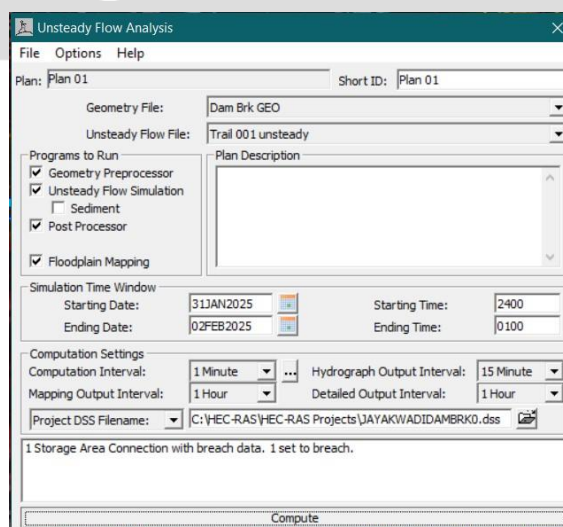 Unsteady Flow Analysis
File Options Help
Plan: Plan 01 Short ID: Plan 01
Geometry File: Dam Brk GEO
Unsteady Flow File: Trail 001 unsteady
Programs to Run Plan Description
Geometry Preprocessor
Unsteady Flow Simulation
Sediment
Post Processor
Floodplain Mapping
Simulation Time Window
Starting Date: 31JAN2025 Starting Time: 2400
Ending Date: 02FEB2025 Ending Time: 0100
Computation Settings
Computation Interval: 1 Minute ... Hydrograph Output Interval: 15 Minute
Mapping Output Interval: 1 Hour Detailed Output Interval: 1 Hour
Project DSS Filename: C:\HEC-RAS\HEC-RAS Projects\JAYAKWADIDAMBRK0.dss
1 Storage Area Connection with breach data. 1 set to breach.
Compute